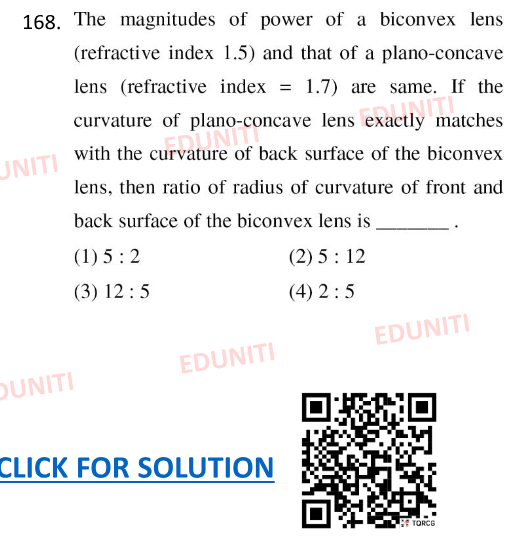 168. The magnitudes of power of a biconvex lens
(refractive index 1.5) and that of a plano-concave
lens (refractive index = 1.7) are same. If the
curvature of plano-concave lens exactly matches
with the curvature of back surface of the biconvex
lens, then ratio of radius of curvature of front and
back surface of the biconvex lens is _______ .
(1) 5 : 2 (2) 5 : 12
(3) 12 : 5 (4) 2 : 5
EDUNITI
EDUNITI
UNITI
EDUNITI
EDUNITI
DUNITI
CLICK FOR SOLUTION
TQRCG